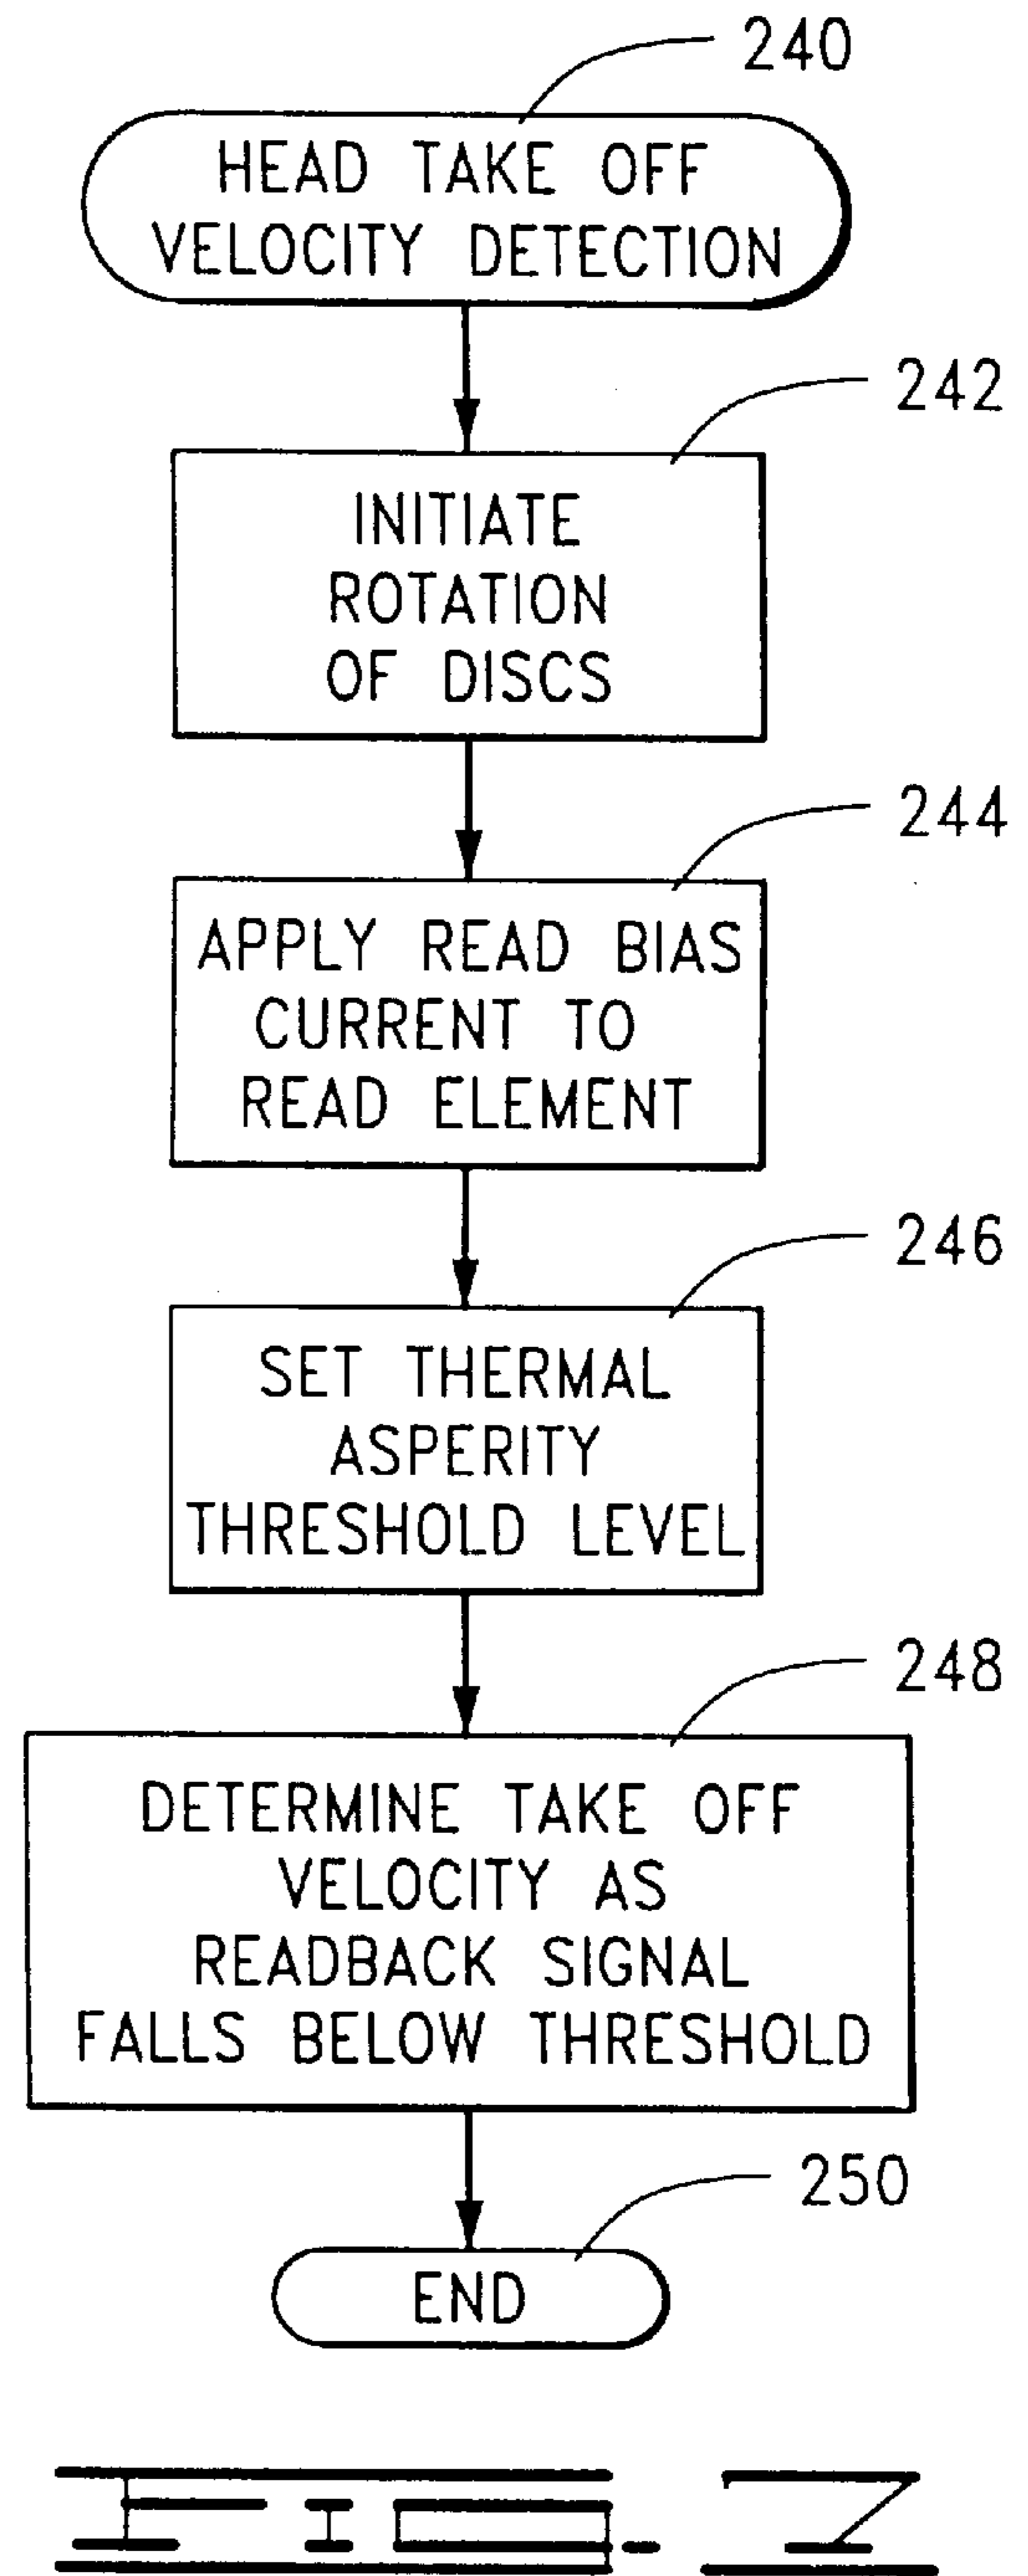 240
HEAD TAKE OFF
VELOCITY DETECTION
242
INITIATE
ROTATION
OF DISCS
244
APPLY READ BIAS
CURRENT TO
READ ELEMENT
246
SET THERMAL
ASPERITY
THRESHOLD LEVEL
248
DETERMINE TAKE OFF
VELOCITY AS
READBACK SIGNAL
FALLS BELOW THRESHOLD
250
END